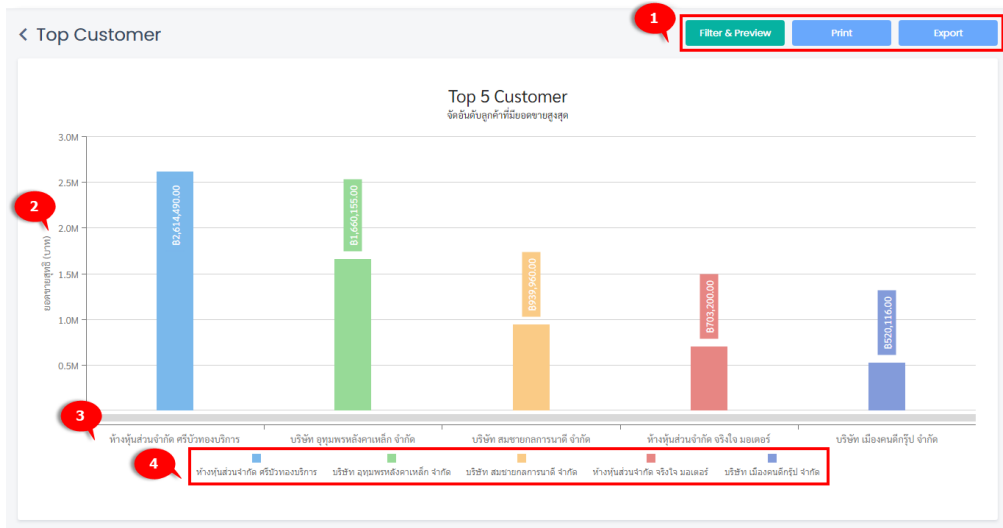 1
Top Customer
Filter & Preview
Print
Export
Top 5 Customer
จัดอันดับลูกค้าที่มียอดขายสูงสุด
3.0M
2.5M
2
2.0M
1.5M
1.0M
0.5M
ยอดขายสุทธิ (บาท)
฿2,614,490.00
฿1,660,155.00
฿939,960.00
฿703,200.00
฿520,116.00
3
ห้างหุ้นส่วนจำกัด ศรีบัวทองบริการ
บริษัท อุทุมพรหลังคาเหล็ก จำกัด
บริษัท สมชายกลการนาดี จำกัด
ห้างหุ้นส่วนจำกัด จริงใจ มอเตอร์
บริษัท เมืองคนดีกรุ๊ป จำกัด
4
ห้างหุ้นส่วนจำกัด ศรีบัวทองบริการ
บริษัท อุทุมพรหลังคาเหล็ก จำกัด
บริษัท สมชายกลการนาดี จำกัด
ห้างหุ้นส่วนจำกัด จริงใจ มอเตอร์
บริษัท เมืองคนดีกรุ๊ป จำกัด